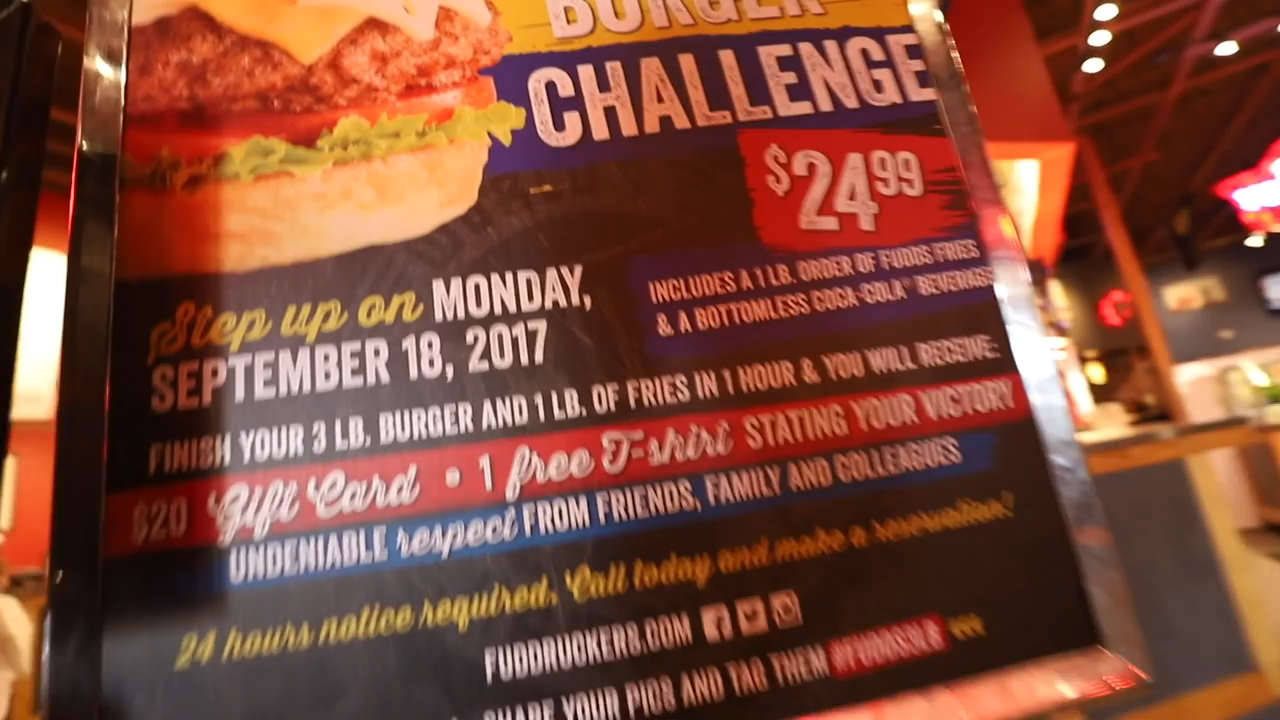 BURGER
CHALLENGE
$24.99
INCLUDES A 1 LB. ORDER OF FUDDS FRIES
& A BOTTOMLESS COCA-COLA® BEVERAGE
Step up on MONDAY,
SEPTEMBER 18, 2017
FINISH YOUR 3 LB. BURGER AND 1 LB. OF FRIES IN 1 HOUR & YOU WILL RECEIVE:
$20 Gift Card • 1 free T-shirt STATING YOUR VICTORY
UNDENIABLE respect FROM FRIENDS, FAMILY AND COLLEAGUES
24 hours notice required. Call today and make a reservation!
FUDDRUCKERS.COM
SHARE YOUR PICS AND TAG THEM